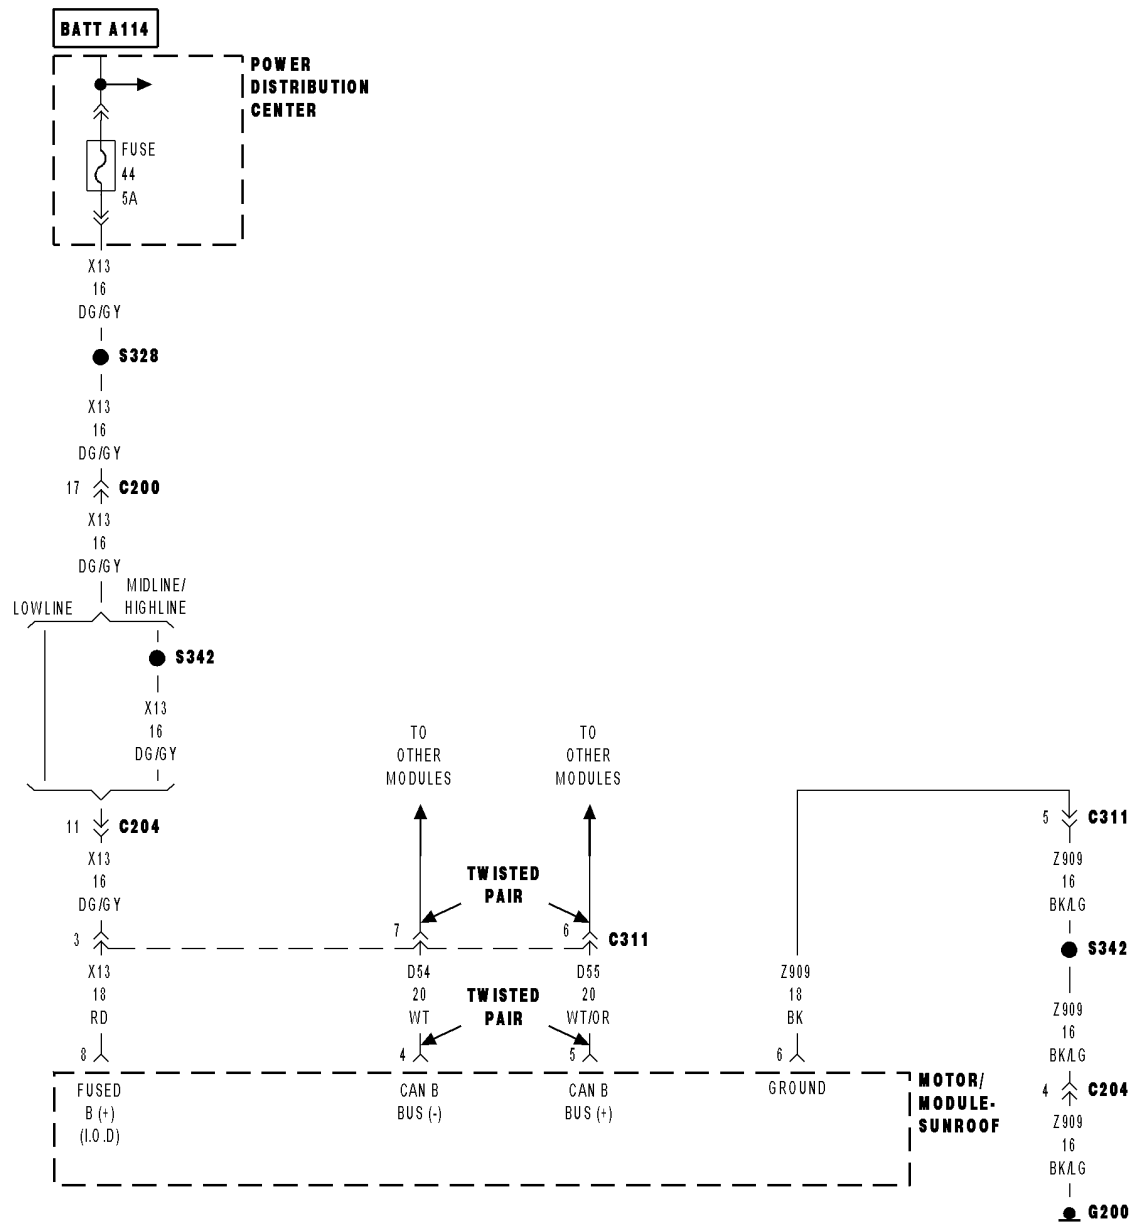 BATT A114
POWER
DISTRIBUTION
CENTER
FUSE
44
5A
X13
16
DG/GY
S328
X13
16
DG/GY
17
C200
X13
16
DG/GY
LOWLINE
MIDLINE/
HIGHLINE
S342
X13
16
DG/GY
11
C204
X13
16
DG/GY
3
X13
18
RD
8
TO
OTHER
MODULES
TO
OTHER
MODULES
TWISTED
PAIR
7
6
C311
D54
20
WT
4
TWISTED
PAIR
D55
20
WT/OR
5
Z909
18
BK
6
5
C311
Z909
16
BK/LG
S342
Z909
16
BK/LG
4
C204
Z909
16
BK/LG
G200
FUSED
B (+)
(I.O.D)
CAN B
BUS (-)
CAN B
BUS (+)
GROUND
MOTOR/
MODULE-
SUNROOF